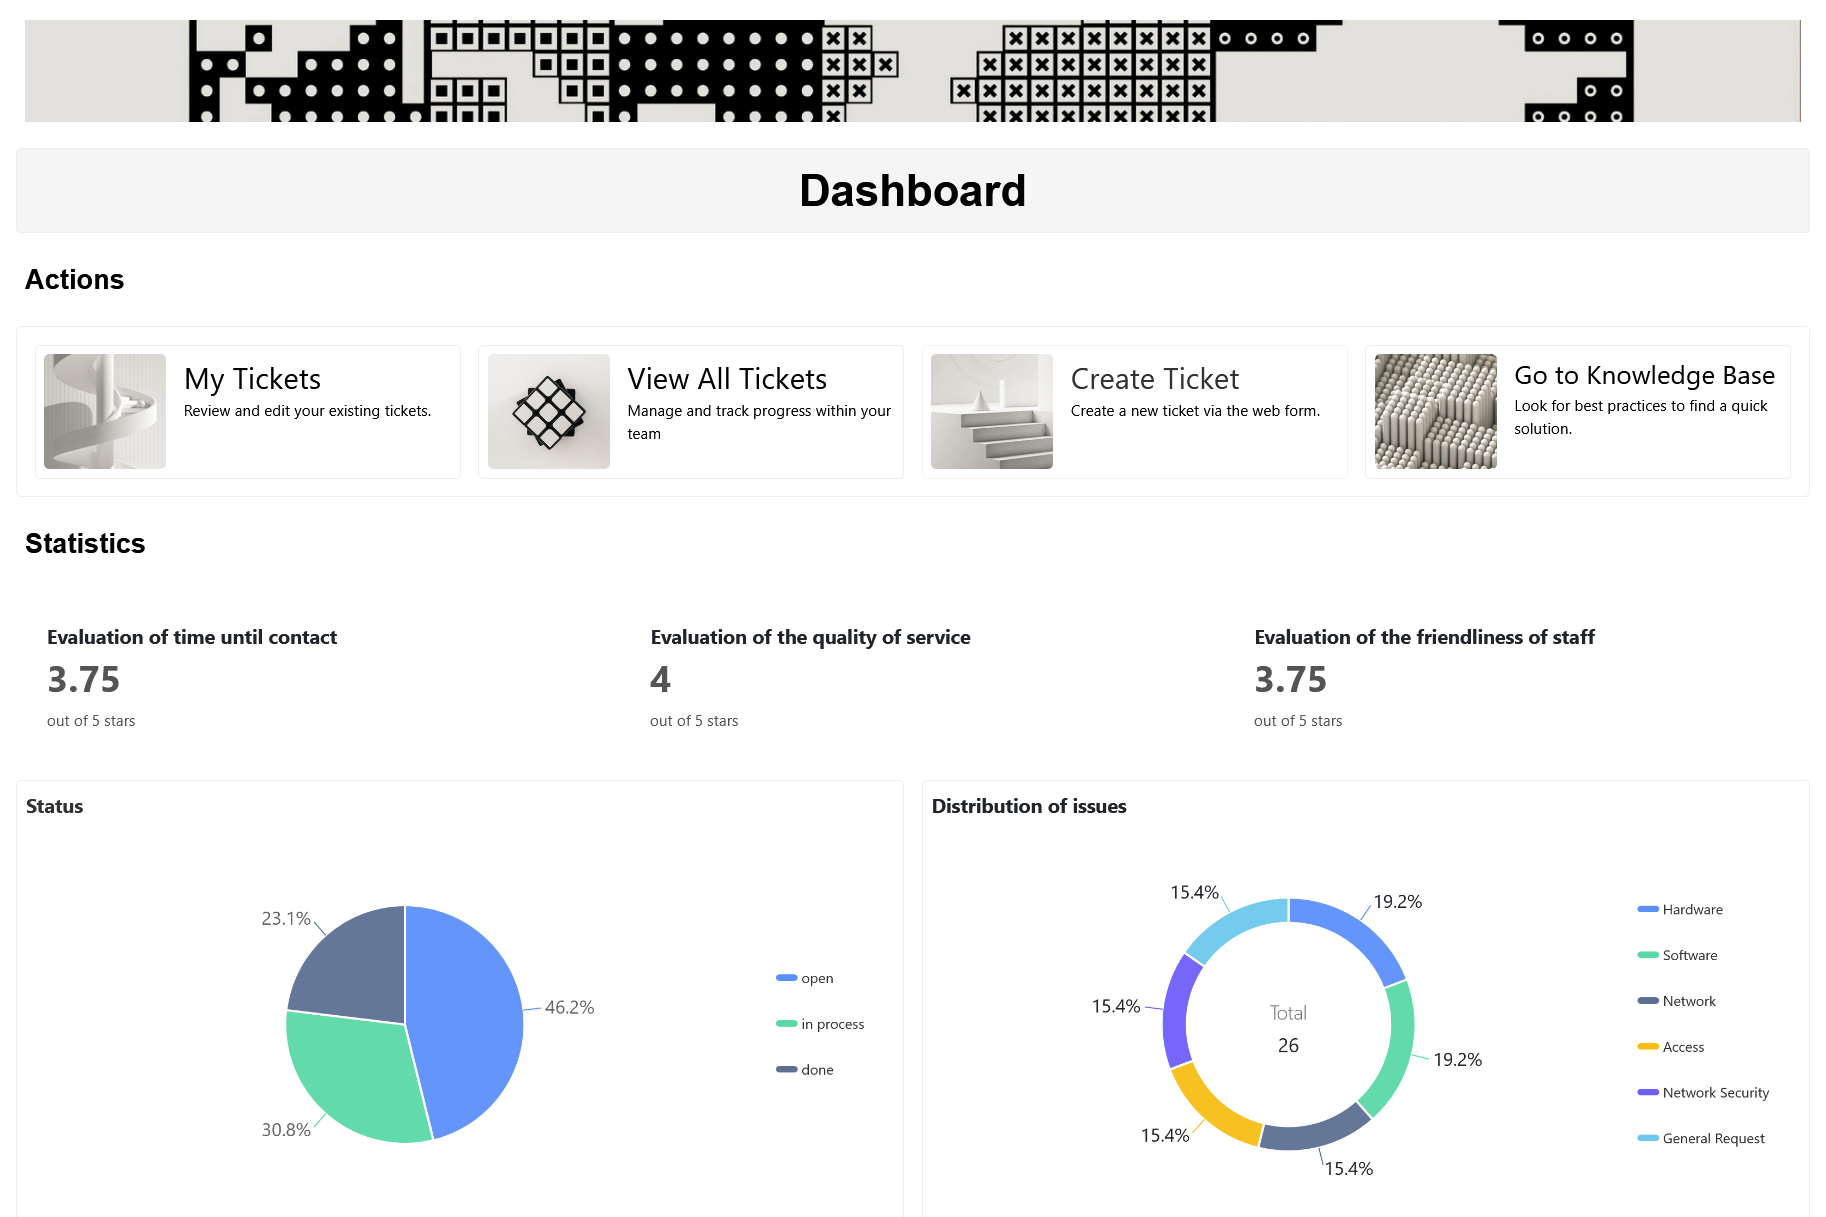 Dashboard
Actions
My Tickets
Review and edit your existing tickets.
View All Tickets
Manage and track progress within your
team
Create Ticket
Create a new ticket via the web form.
Go to Knowledge Base
Look for best practices to find a quick
solution.
Statistics
Evaluation of time until contact
3.75
out of 5 stars
Evaluation of the quality of service
4
out of 5 stars
Evaluation of the friendliness of staff
3.75
out of 5 stars
Status
23.1%
46.2%
30.8%
open
in process
done
Distribution of issues
15.4%
19.2%
15.4%
19.2%
15.4%
15.4%
Total
26
Hardware
Software
Network
Access
Network Security
General Request